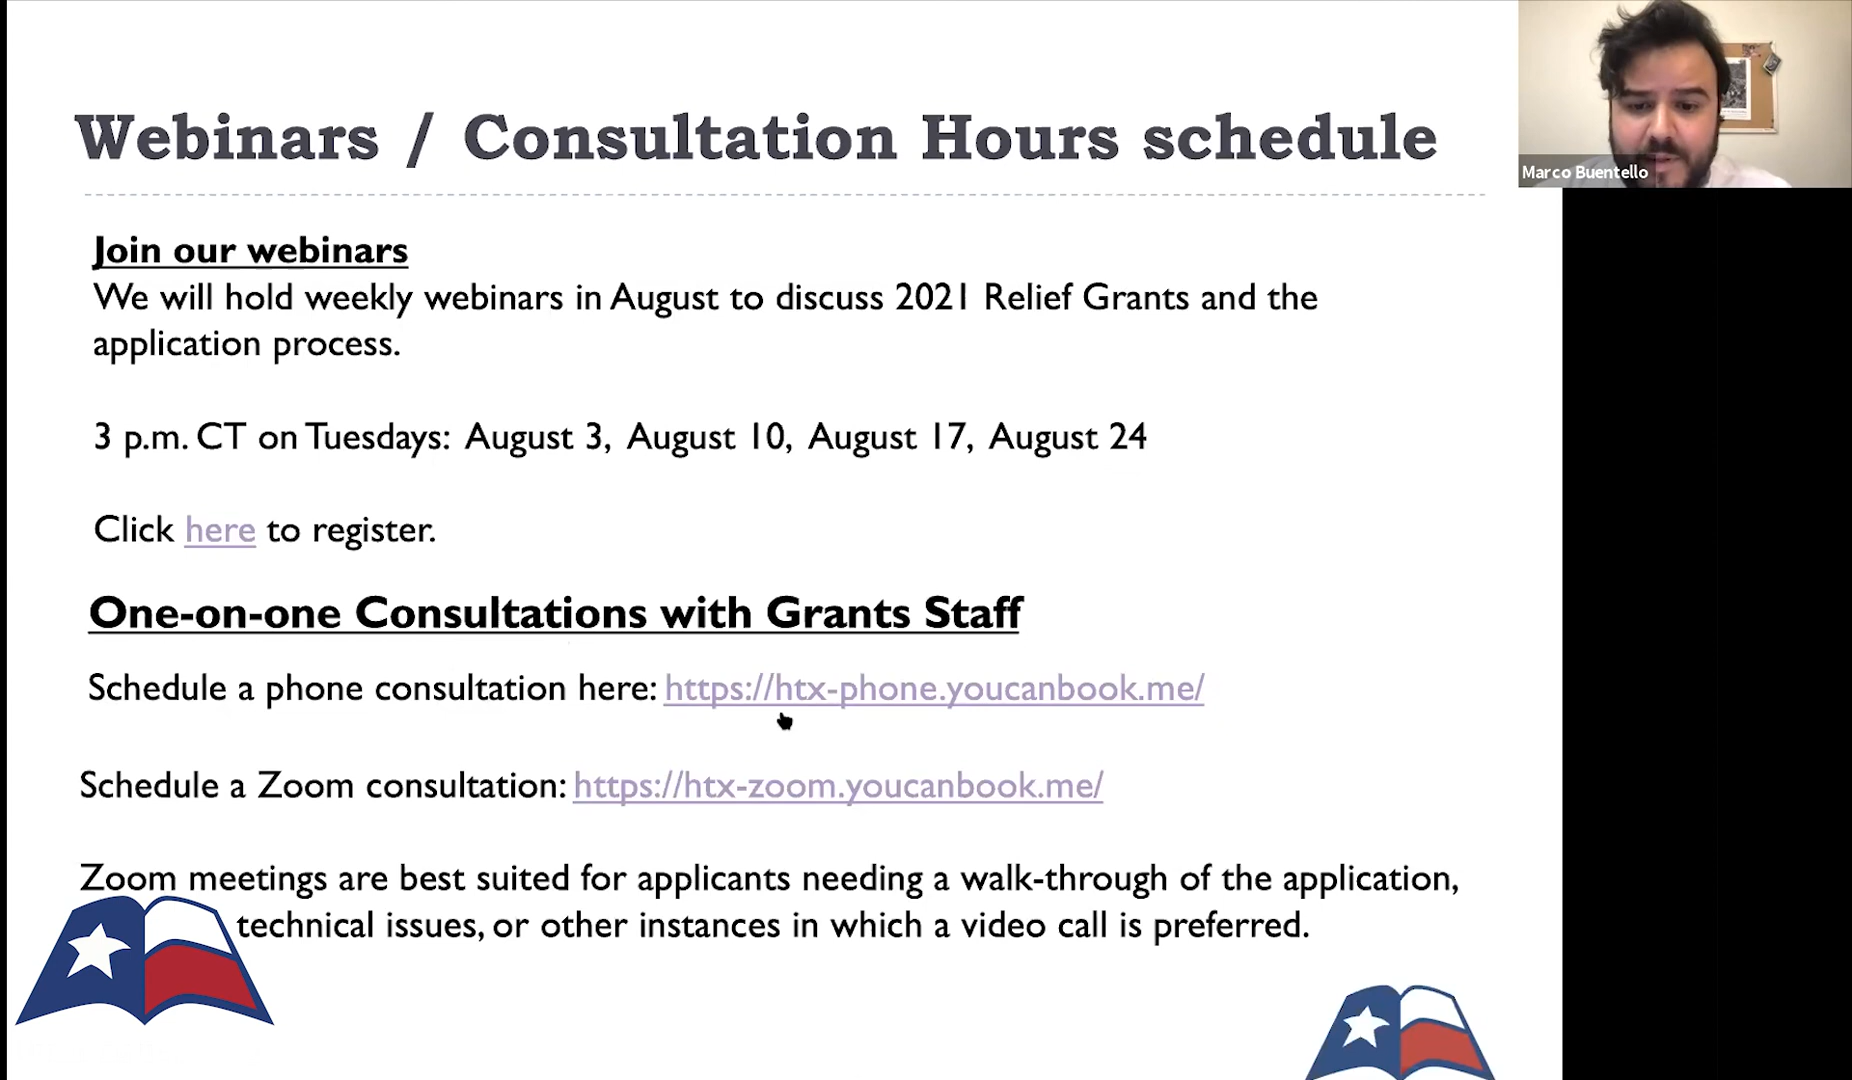 Webinars / Consultation Hours schedule
Marco Buentello
Join our webinars
We will hold weekly webinars in August to discuss 2021 Relief Grants and the
application process.
3 p.m. CT on Tuesdays: August 3, August 10, August 17, August 24
Click here to register.
One-on-one Consultations with Grants Staff
Schedule a phone consultation here: https://htx-phone.youcanbook.me/
Schedule a Zoom consultation: https://htx-zoom.youcanbook.me/
Zoom meetings are best suited for applicants needing a walk-through of the application,
technical issues, or other instances in which a video call is preferred.